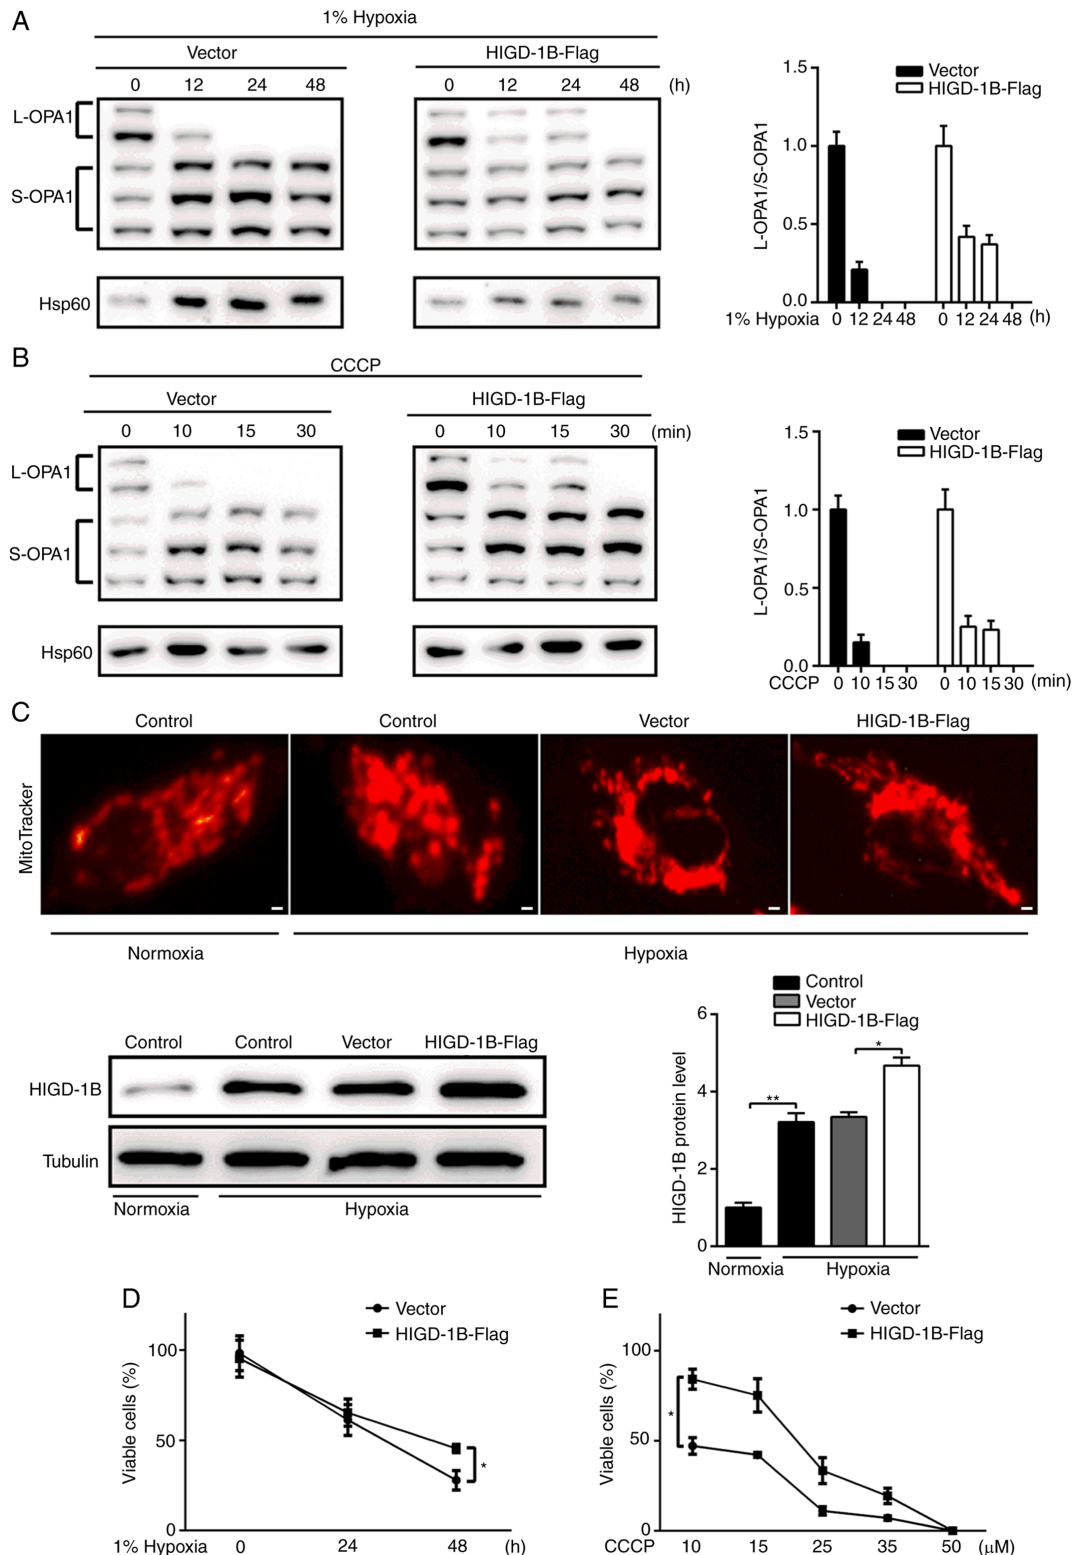 A
1% Hypoxia
Vector
HIGD-1B-Flag
0 12 24 48 0 12 24 48 (h)
L-OPA1
S-OPA1
Hsp60
1.5
1.0
0.5
0.0
L-OPA1/S-OPA1
Vector
HIGD-1B-Flag
1% Hypoxia 0 12 24 48 0 12 24 48 (h)
B
CCCP
Vector
HIGD-1B-Flag
0 10 15 30 0 10 15 30 (min)
L-OPA1
S-OPA1
Hsp60
1.5
1.0
0.5
0.0
L-OPA1/S-OPA1
Vector
HIGD-1B-Flag
CCCP 0 10 15 30 0 10 15 30 (min)
C
Control Control Vector HIGD-1B-Flag
MitoTracker
Normoxia Hypoxia
Control Control Vector HIGD-1B-Flag
HIGD-1B
Tubulin
Normoxia Hypoxia
Control
Vector
HIGD-1B-Flag
6
4
2
0
HIGD-1B protein level
**
*
Normoxia Hypoxia
D
Vector
HIGD-1B-Flag
100
50
0
Viable cells (%)
*
1% Hypoxia 0 24 48 (h)
E
Vector
HIGD-1B-Flag
100
50
0
Viable cells (%)
*
CCCP 10 15 25 35 50 (μM)